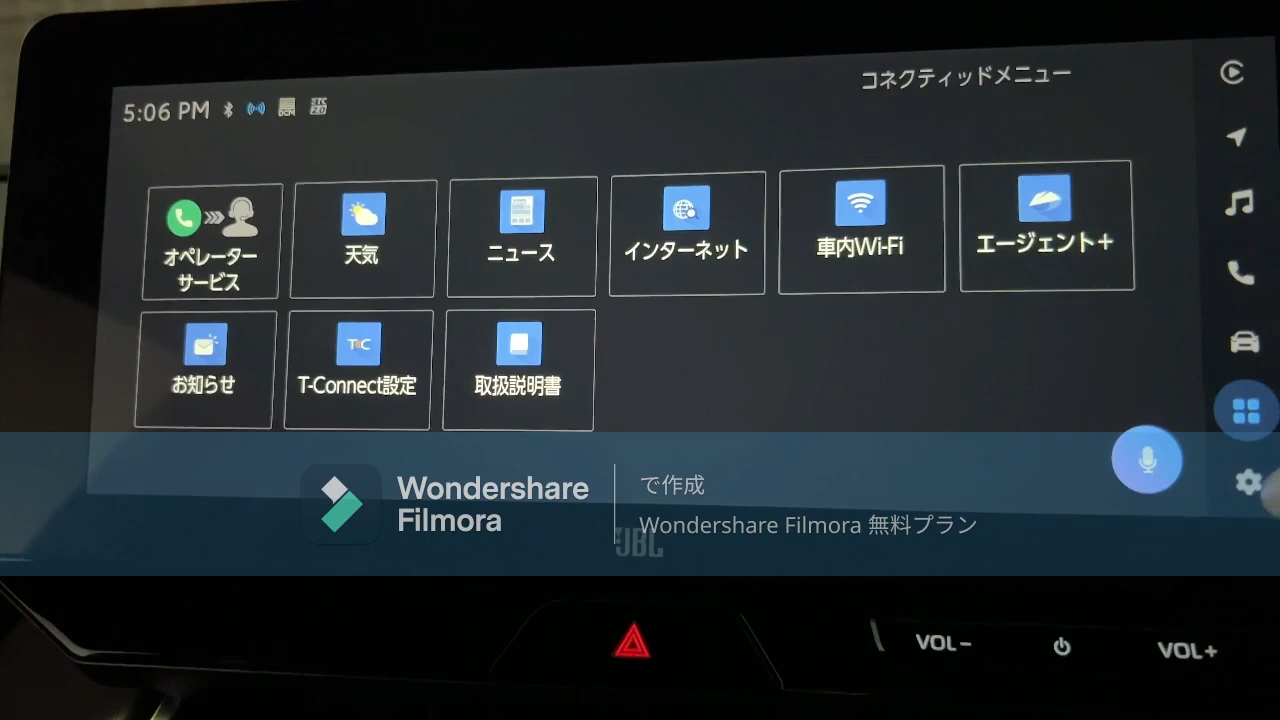 コネクティッドメニュー
5:06 PM
DCM
オペレーター
サービス
天気
ニュース
インターネット
車内Wi-Fi
エージェント+
お知らせ
T-Connect設定
取扱説明書
Wondershare
Filmora
で作成
Wondershare Filmora 無料プラン
JBL
VOL-
VOL+